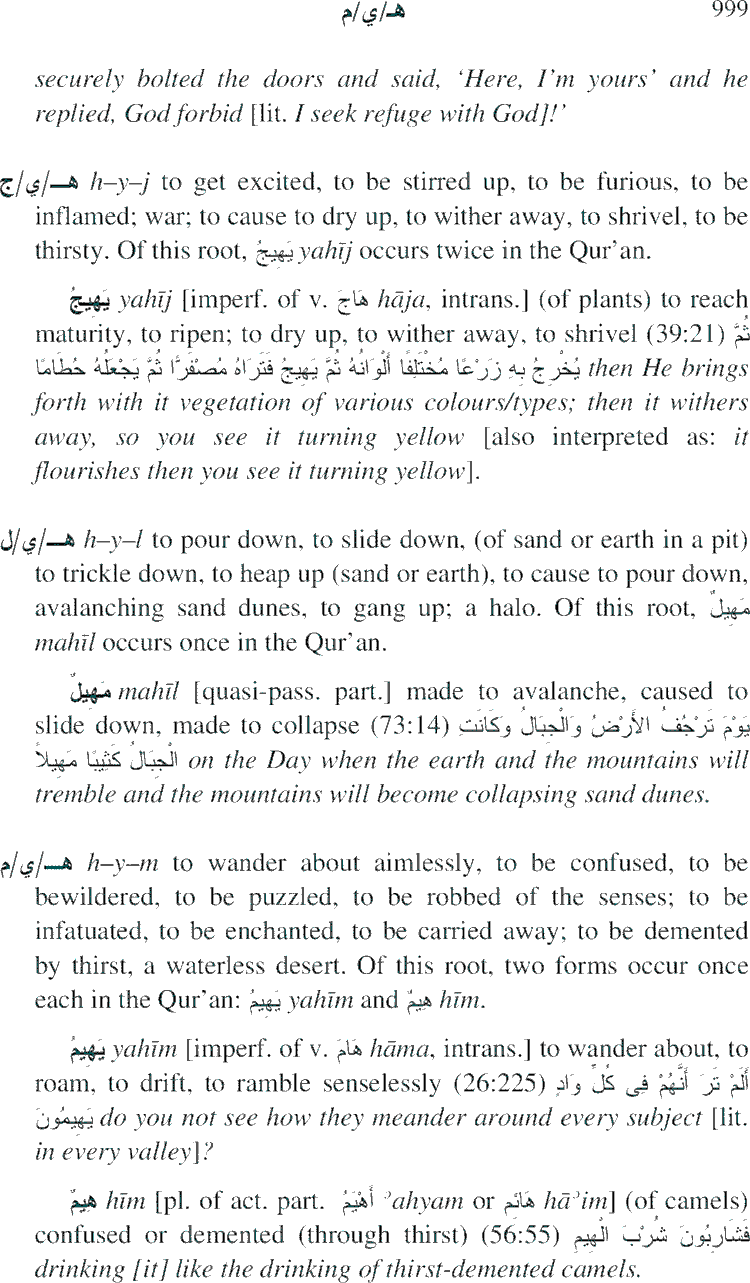 هـ/ي/م 999
securely bolted the doors and said, ‘Here, I’m yours’ and he
replied, God forbid [lit. I seek refuge with God]!’
هـ/ي/ج h–y–j to get excited, to be stirred up, to be furious, to be
inflamed; war; to cause to dry up, to wither away, to shrivel, to be
thirsty. Of this root, يَهِيجُ yahīj occurs twice in the Qur’an.
يَهِيجُ yahīj [imperf. of v. هَاجَ hāja, intrans.] (of plants) to reach
maturity, to ripen; to dry up, to wither away, to shrivel (39:21) ثُمَّ
يُخْرِجُ بِهِ زَرْعًا مُخْتَلِفًا أَلْوَانُهُ ثُمَّ يَهِيجُ فَتَرَاهُ مُصْفَرًّا ثُمَّ يَجْعَلُهُ حُطَامًا then He brings
forth with it vegetation of various colours/types; then it withers
away, so you see it turning yellow [also interpreted as: it
flourishes then you see it turning yellow].
هـ/ي/ل h–y–l to pour down, to slide down, (of sand or earth in a pit)
to trickle down, to heap up (sand or earth), to cause to pour down,
avalanching sand dunes, to gang up; a halo. Of this root, مَهِيلٌ
mahīl occurs once in the Qur’an.
مَهِيلٌ mahīl [quasi-pass. part.] made to avalanche, caused to
slide down, made to collapse (73:14) يَوْمَ تَرْجُفُ الأَرْضُ وَالْجِبَالُ وَكَانَتِ
الْجِبَالُ كَثِيبًا مَهِيلاً on the Day when the earth and the mountains will
tremble and the mountains will become collapsing sand dunes.
هـ/ي/م h–y–m to wander about aimlessly, to be confused, to be
bewildered, to be puzzled, to be robbed of the senses; to be
infatuated, to be enchanted, to be carried away; to be demented
by thirst, a waterless desert. Of this root, two forms occur once
each in the Qur’an: يَهِيمُ yahīm and هِيمٌ hīm.
يَهِيمُ yahīm [imperf. of v. هَامَ hāma, intrans.] to wander about, to
roam, to drift, to ramble senselessly (26:225) أَلَمْ تَرَ أَنَّهُمْ فِي كُلِّ وَادٍ
يَهِيمُونَ do you not see how they meander around every subject [lit.
in every valley]?
هِيمٌ hīm [pl. of act. part. أَهْيَمُ ʾahyam or هَائِم hāʾim] (of camels)
confused or demented (through thirst) (56:55) فَشَارِبُونَ شُرْبَ الْهِيمِ
drinking [it] like the drinking of thirst-demented camels.